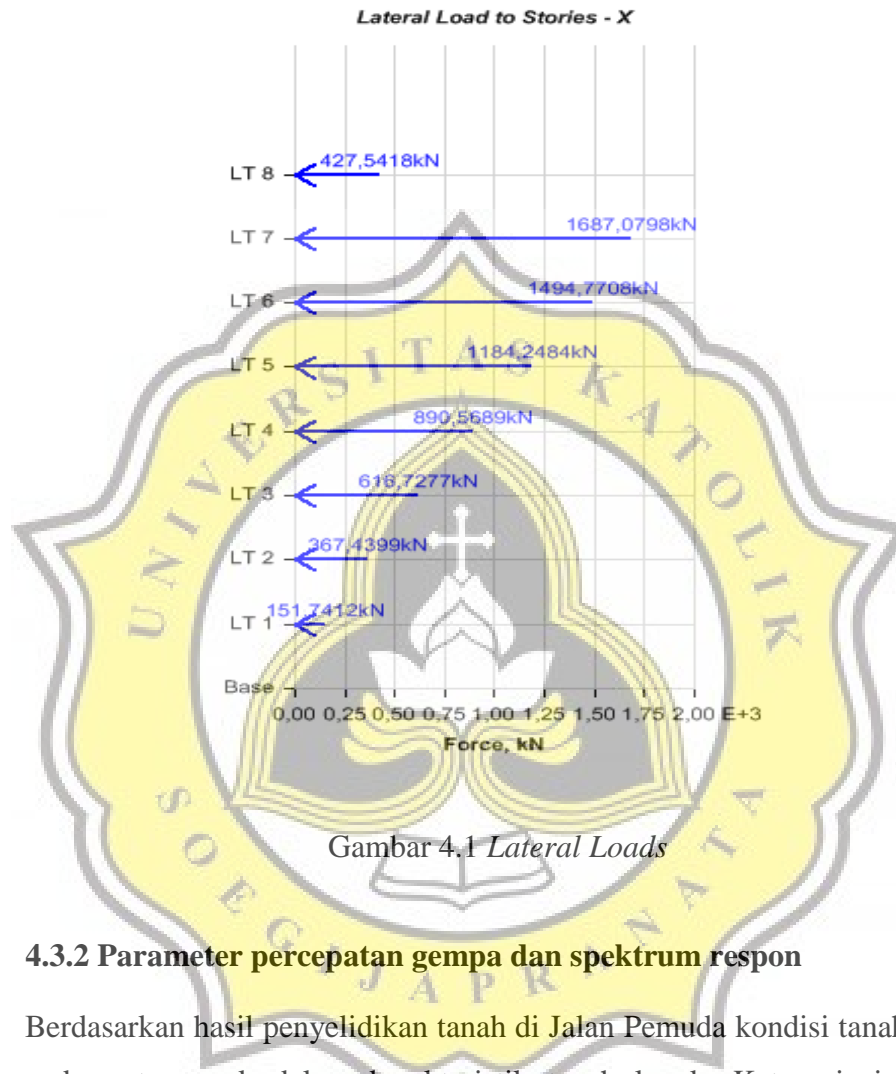 Lateral Load to Stories - X
LT 8 427,5418kN
LT 7 1687,0798kN
LT 6 1494,7708kN
LT 5 1184,2484kN
LT 4 890,5689kN
LT 3 616,7277kN
LT 2 367,4399kN
LT 1 151,7412kN
Base
0,00 0,25 0,50 0,75 1,00 1,25 1,50 1,75 2,00 E+3
Force, kN
UNIVERSITAS KATOLIK
SOEGIJAPRANATA
Gambar 4.1 Lateral Loads
4.3.2 Parameter percepatan gempa dan spektrum respon
Berdasarkan hasil penyelidikan tanah di Jalan Pemuda kondisi tanah